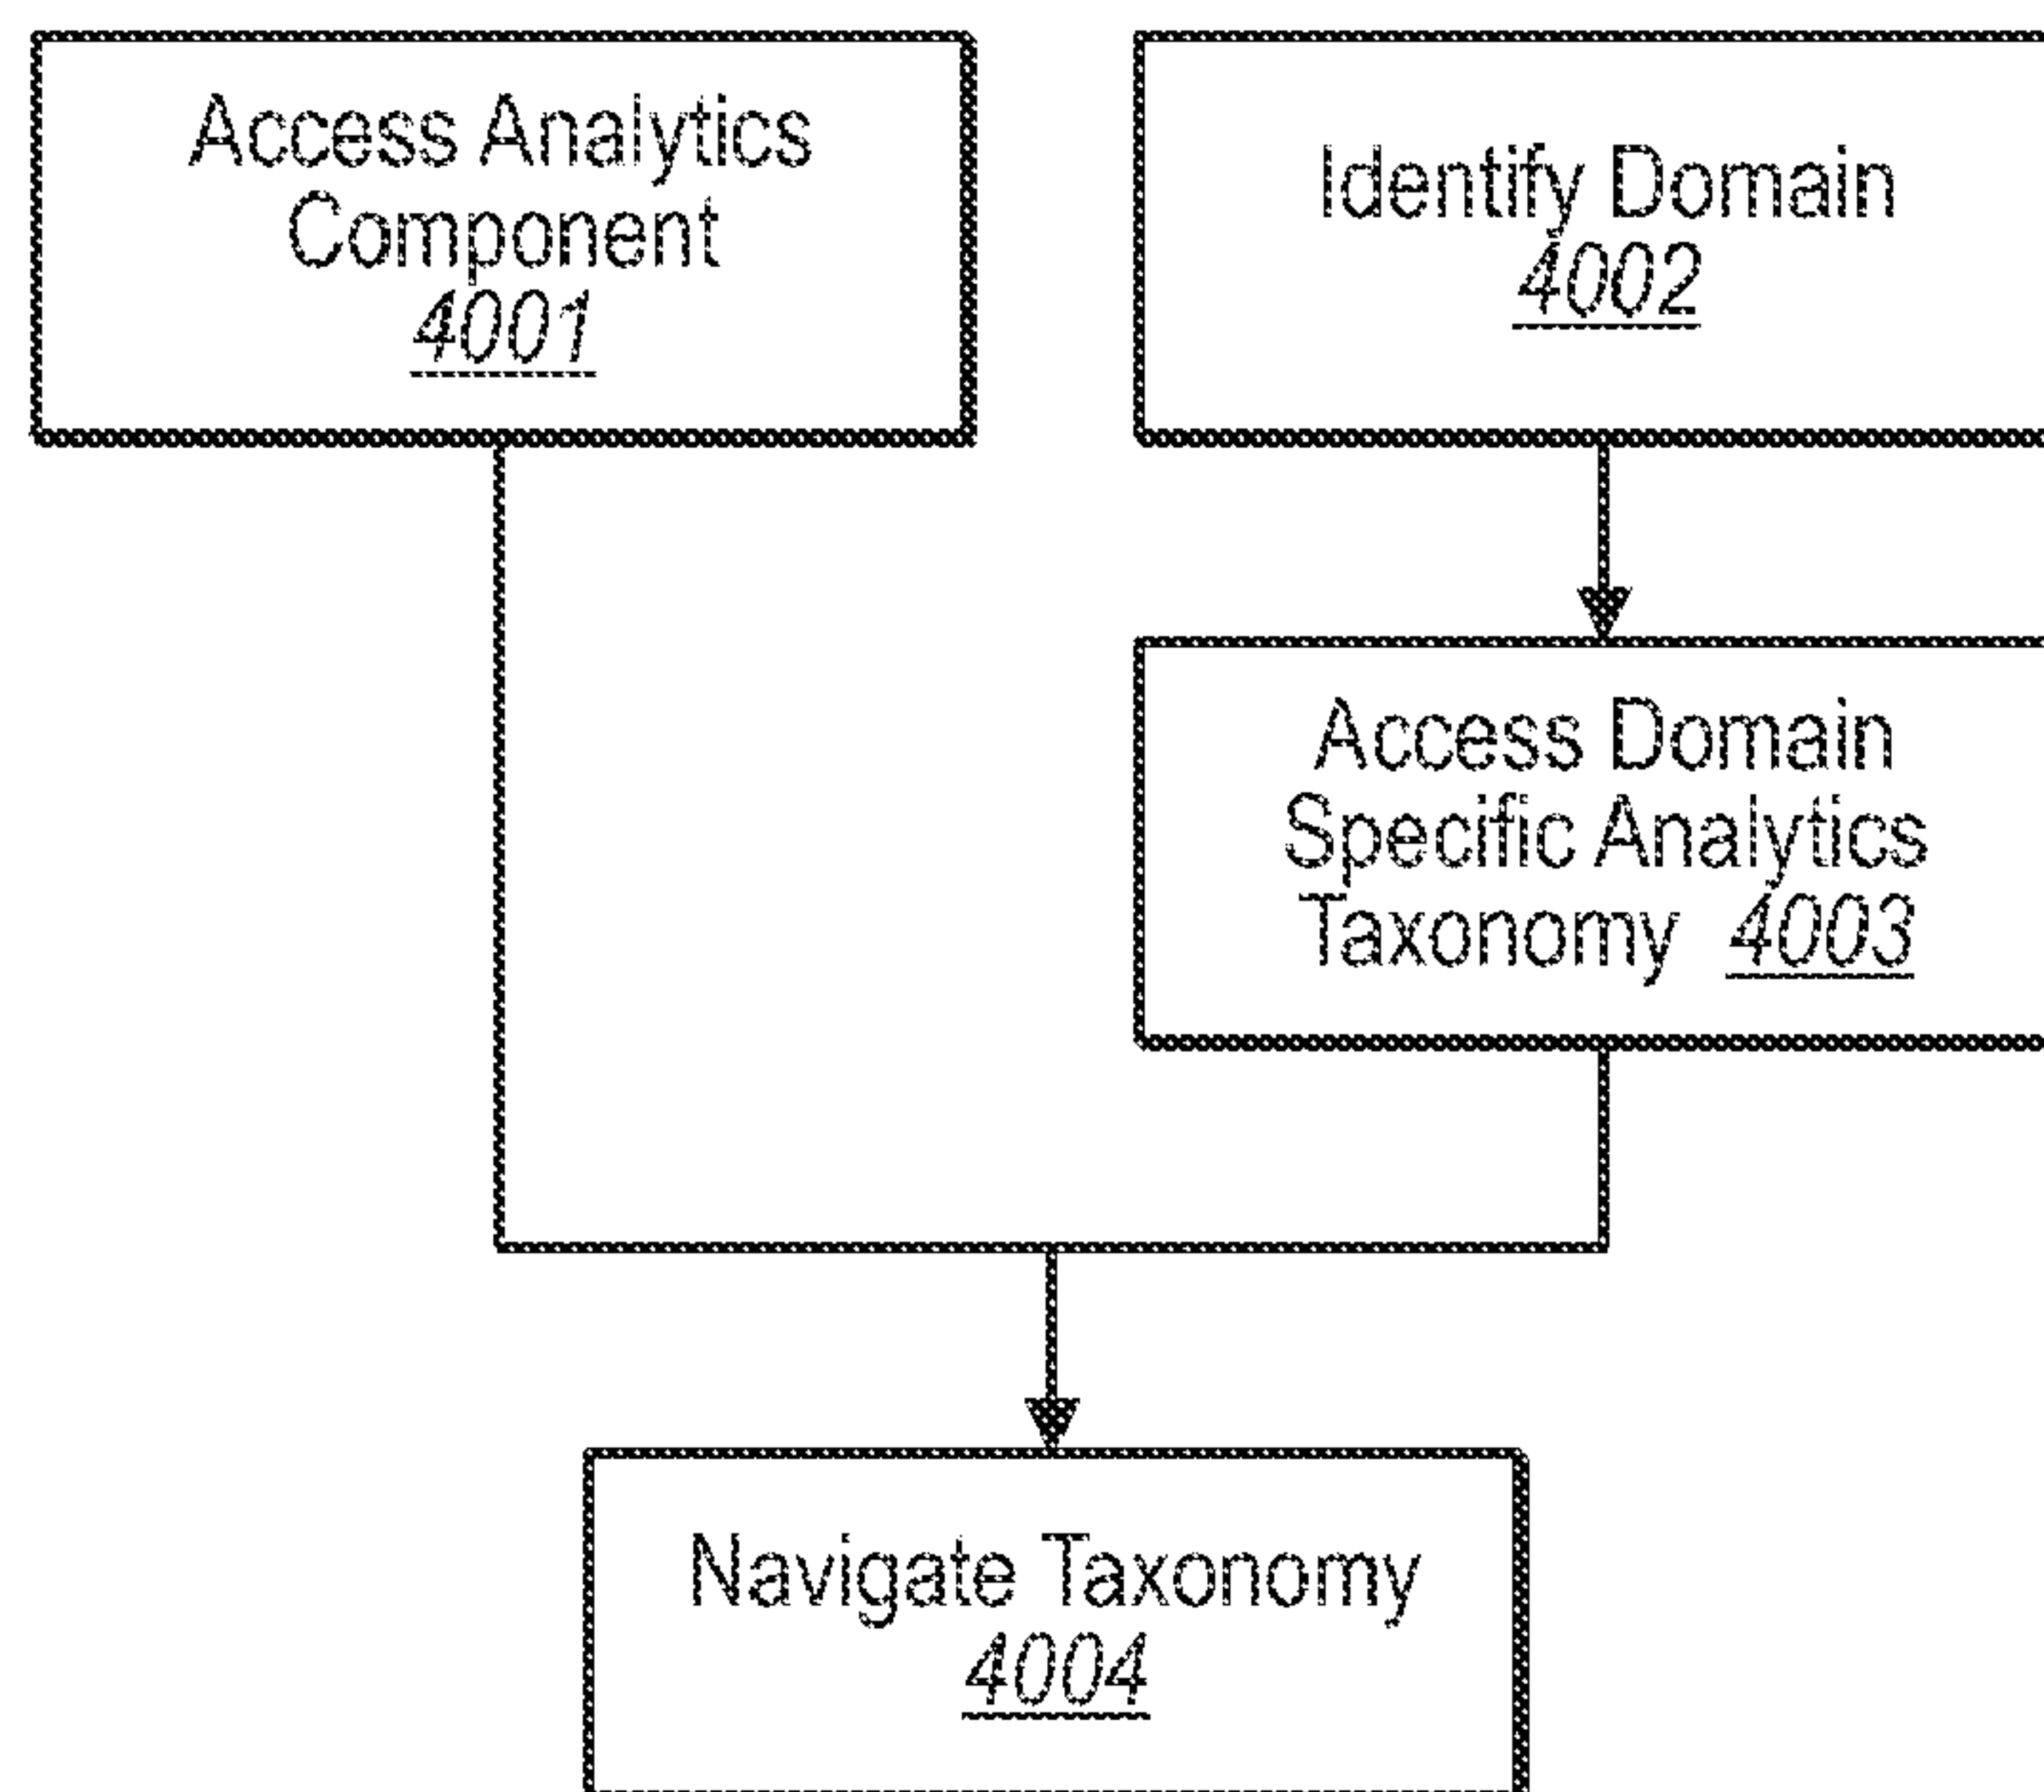 Access Analytics
Component
4001
Identify Domain
4002
Access Domain
Specific Analytics
Taxonomy 4003
Navigate Taxonomy
4004